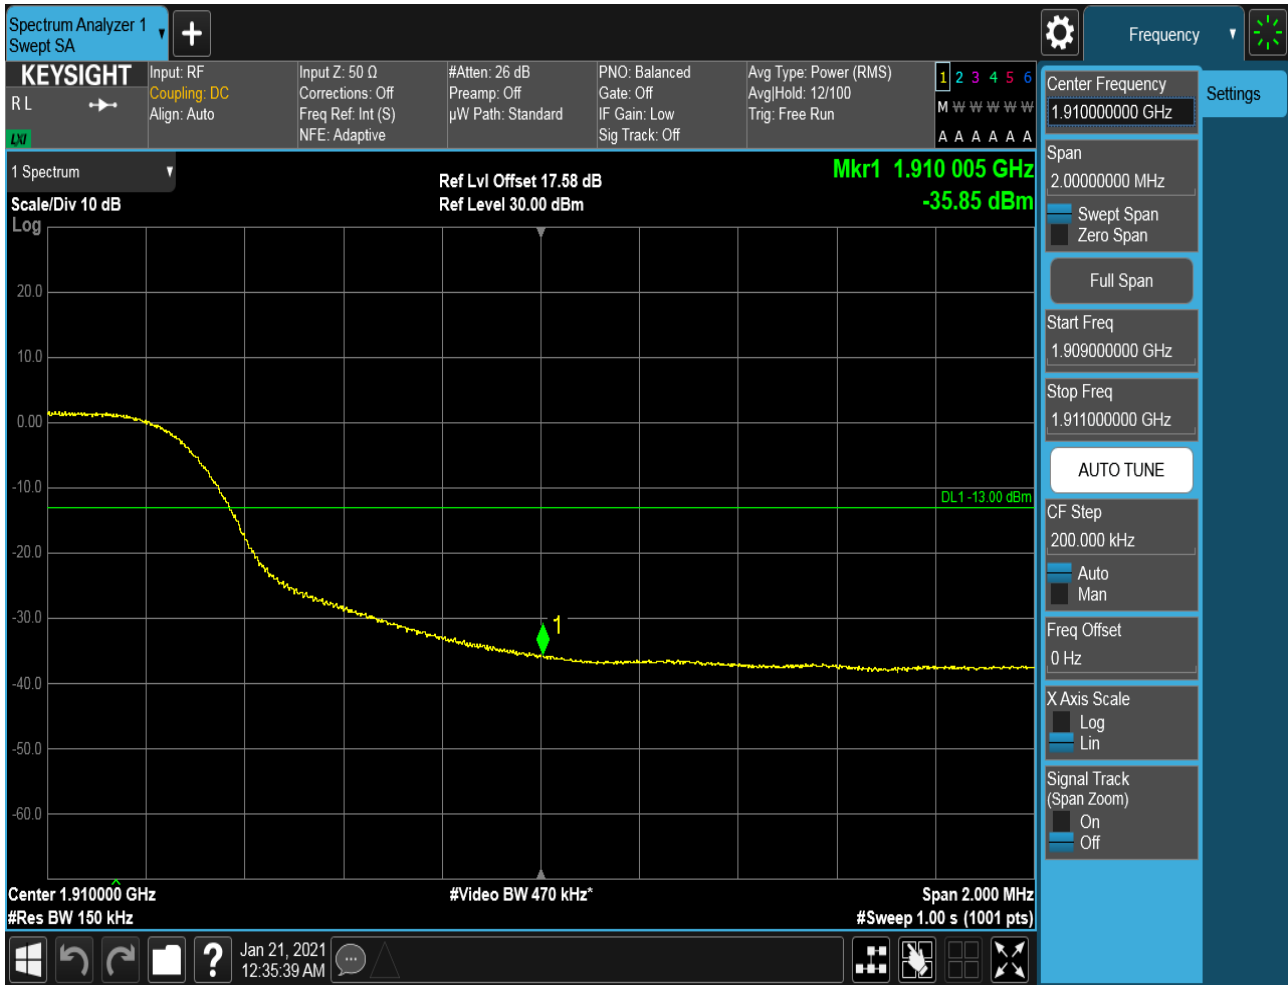 Spectrum Analyzer 1
Swept SA
Frequency
KEYSIGHT
R L
LXI
Input: RF
Coupling: DC
Align: Auto
Input Z: 50 Ω
Corrections: Off
Freq Ref: Int (S)
NFE: Adaptive
#Atten: 26 dB
Preamp: Off
µW Path: Standard
PNO: Balanced
Gate: Off
IF Gain: Low
Sig Track: Off
Avg Type: Power (RMS)
Avg|Hold: 12/100
Trig: Free Run
1 2 3 4 5 6
M W W W W W
A A A A A A
1 Spectrum
Scale/Div 10 dB
Log
Ref Lvl Offset 17.58 dB
Ref Level 30.00 dBm
Mkr1 1.910 005 GHz
-35.85 dBm
20.0
10.0
0.00
-10.0
-20.0
-30.0
-40.0
-50.0
-60.0
DL1 -13.00 dBm
1
Center 1.910000 GHz
#Res BW 150 kHz
#Video BW 470 kHz*
Span 2.000 MHz
#Sweep 1.00 s (1001 pts)
Center Frequency
1.910000000 GHz
Settings
Span
2.00000000 MHz
Swept Span
Zero Span
Full Span
Start Freq
1.909000000 GHz
Stop Freq
1.911000000 GHz
AUTO TUNE
CF Step
200.000 kHz
Auto
Man
Freq Offset
0 Hz
X Axis Scale
Log
Lin
Signal Track
(Span Zoom)
On
Off
?
Jan 21, 2021
12:35:39 AM